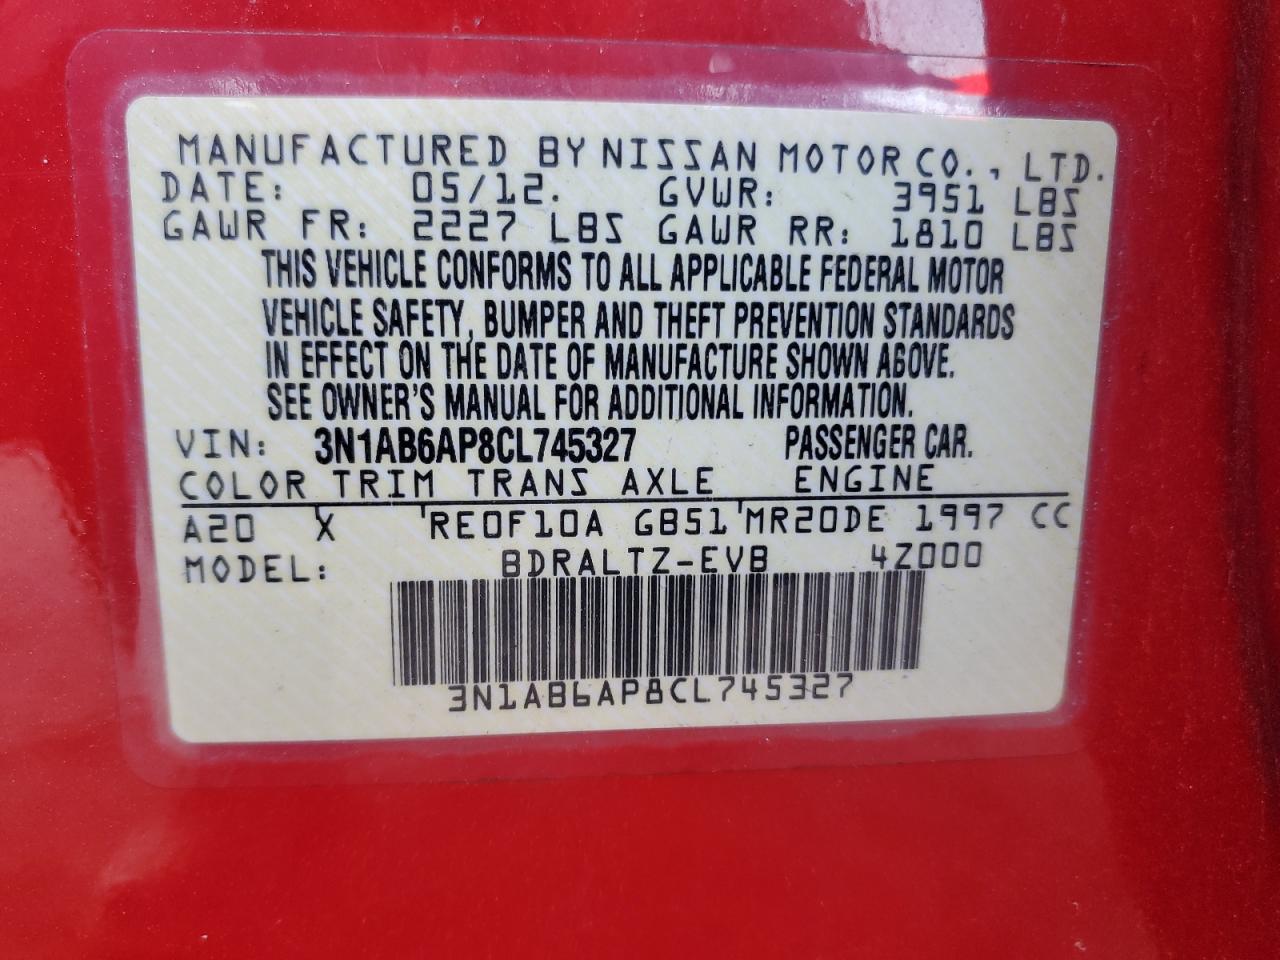 MANUFACTURED BY NISSAN MOTOR CO., LTD.
DATE: 05/12. GVWR: 3951 LBS
GAWR FR: 2227 LBS GAWR RR: 1810 LBS
THIS VEHICLE CONFORMS TO ALL APPLICABLE FEDERAL MOTOR
VEHICLE SAFETY, BUMPER AND THEFT PREVENTION STANDARDS
IN EFFECT ON THE DATE OF MANUFACTURE SHOWN ABOVE.
SEE OWNER'S MANUAL FOR ADDITIONAL INFORMATION.
VIN: 3N1AB6AP8CL745327 PASSENGER CAR.
COLOR TRIM TRANS AXLE ENGINE
A20 X RE0F10A GB51 MR20DE 1997 CC
MODEL: BDRALTZ-EVB 4Z000
3N1AB6AP8CL745327